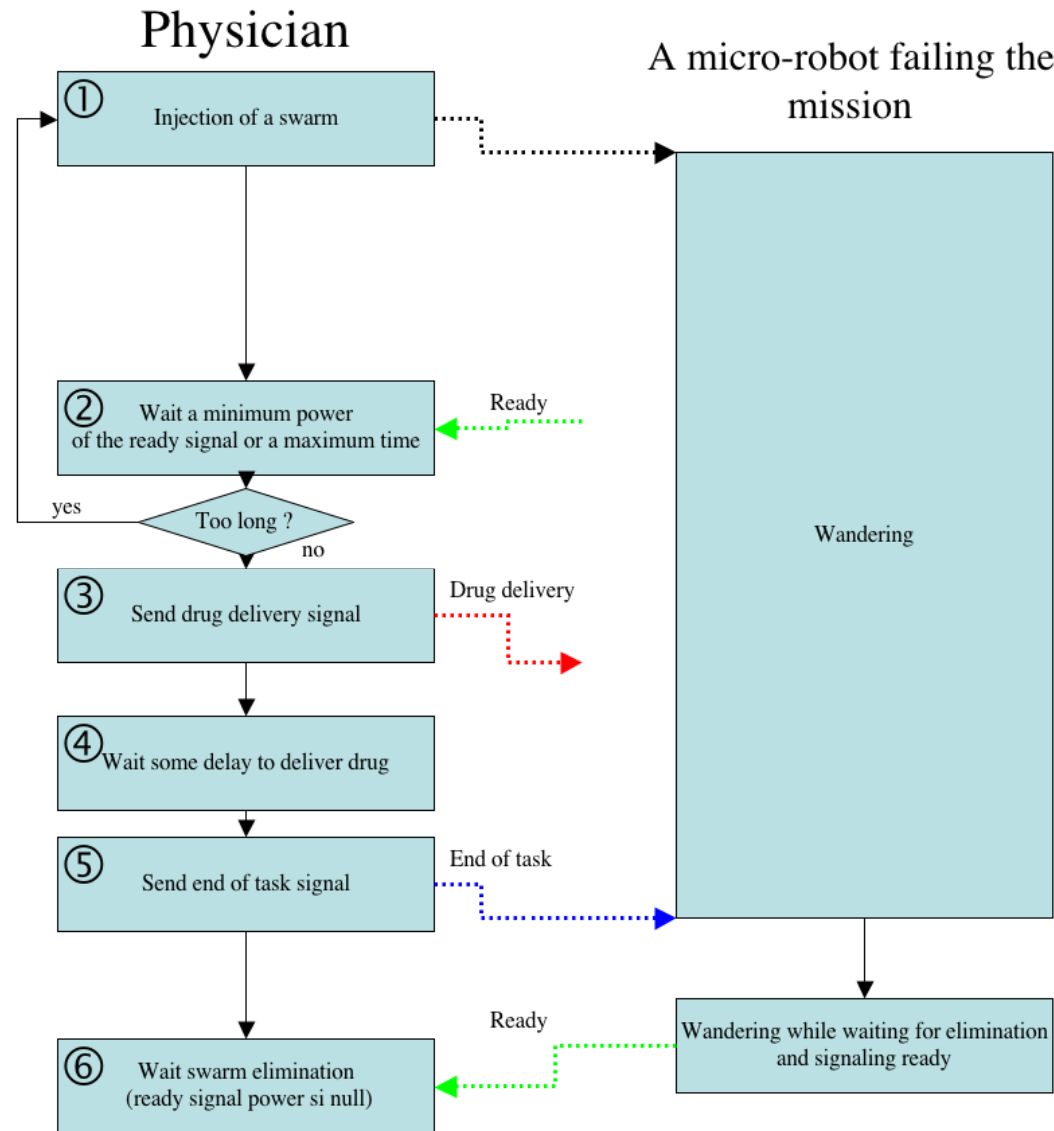 Physician
A micro-robot failing the
mission
①
Injection of a swarm
②
Wait a minimum power
of the ready signal or a maximum time
Ready
yes
Too long ?
no
Wandering
③
Send drug delivery signal
Drug delivery
④
Wait some delay to deliver drug
⑤
Send end of task signal
End of task
Ready
Wandering while waiting for elimination
and signaling ready
⑥
Wait swarm elimination
(ready signal power si null)